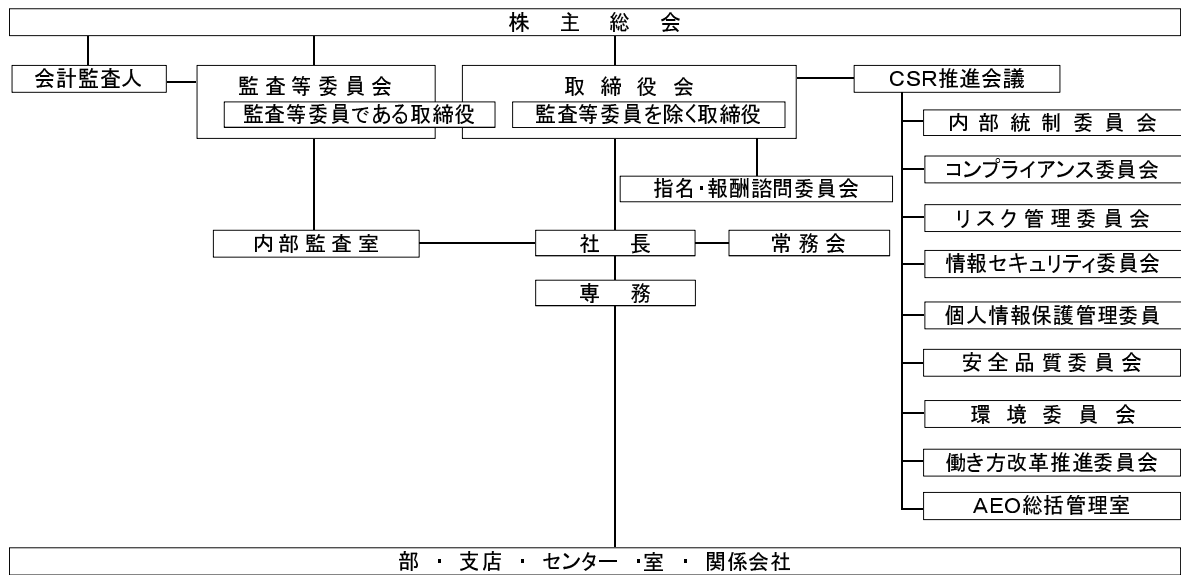 株主総会
会計監査人
監査等委員会
監査等委員である取締役
取締役会
監査等委員を除く取締役
CSR推進会議
内部統制委員会
コンプライアンス委員会
指名・報酬諮問委員会
リスク管理委員会
内部監査室
社長
常務会
情報セキュリティ委員会
専務
個人情報保護管理委員
安全品質委員会
環境委員会
働き方改革推進委員会
AEO総括管理室
部・支店・センター・室・関係会社